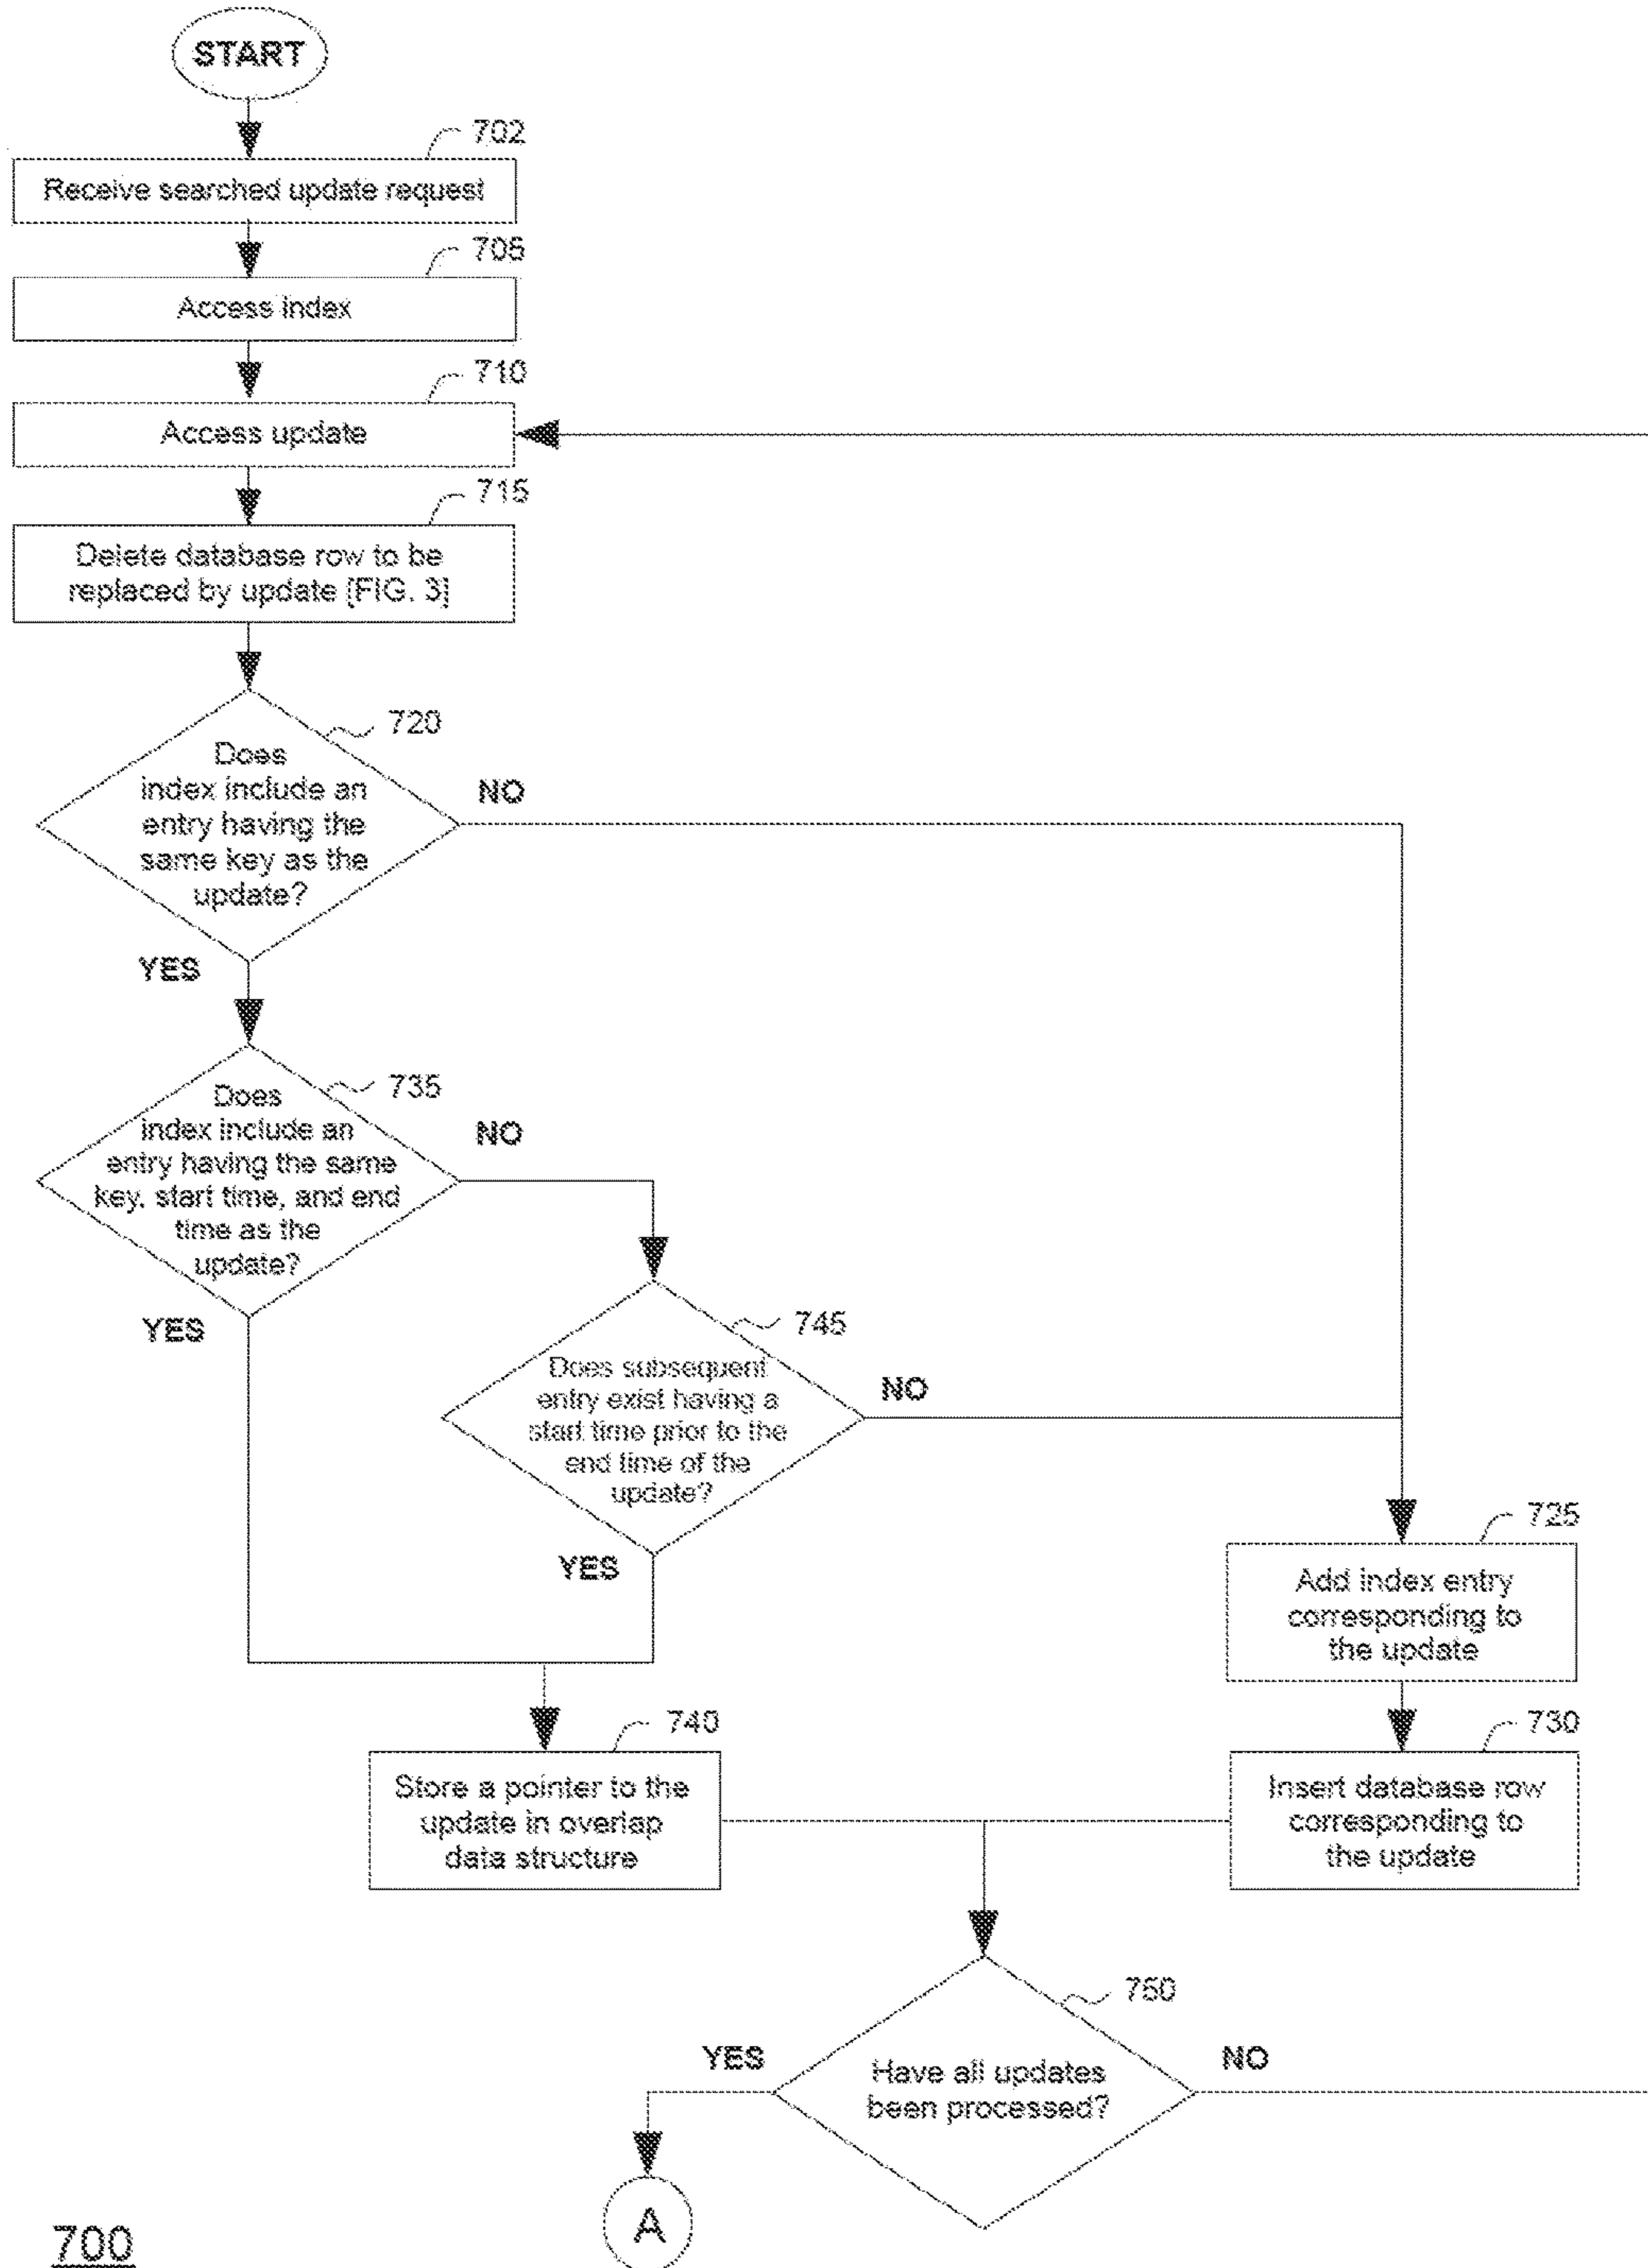 START
702
Receive searched update request
705
Access index
710
Access update
715
Delete database row to be
replaced by update [FIG. 3]
720
Does
index include an
entry having the
same key as the
update?
NO
YES
735
Does
index include an
entry having the same
key, start time, and end
time as the
update?
NO
YES
745
Does subsequent
entry exist having a
start time prior to the
end time of the
update?
NO
YES
725
Add index entry
corresponding to
the update
740
Store a pointer to the
update in overlap
data structure
730
Insert database row
corresponding to
the update
750
YES
Have all updates
been processed?
NO
A
700